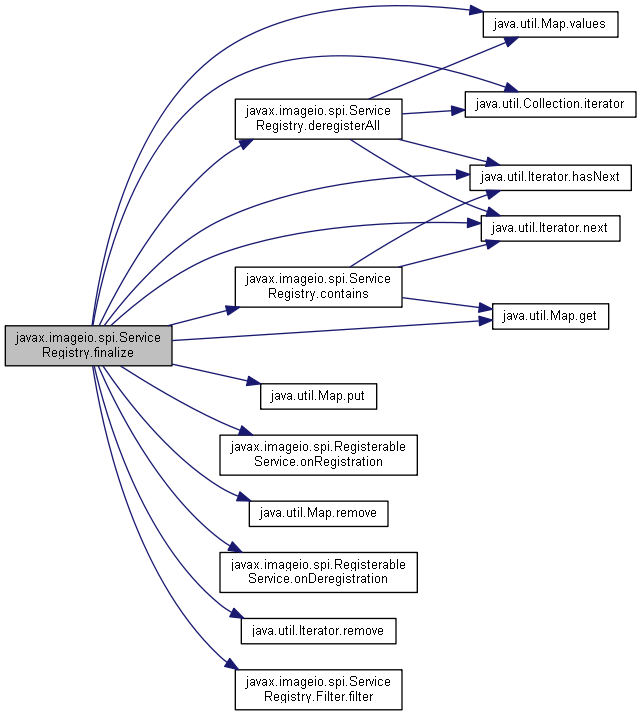 java.util.Map.values
java.util.Collection.iterator
javax.imageio.spi.Service
Registry.deregisterAll
java.util.Iterator.hasNext
java.util.Iterator.next
javax.imageio.spi.Service
Registry.contains
java.util.Map.get
javax.imageio.spi.Service
Registry.finalize
java.util.Map.put
javax.imageio.spi.Registerable
Service.onRegistration
java.util.Map.remove
javax.imageio.spi.Registerable
Service.onDeregistration
java.util.Iterator.remove
javax.imageio.spi.Service
Registry.Filter.filter